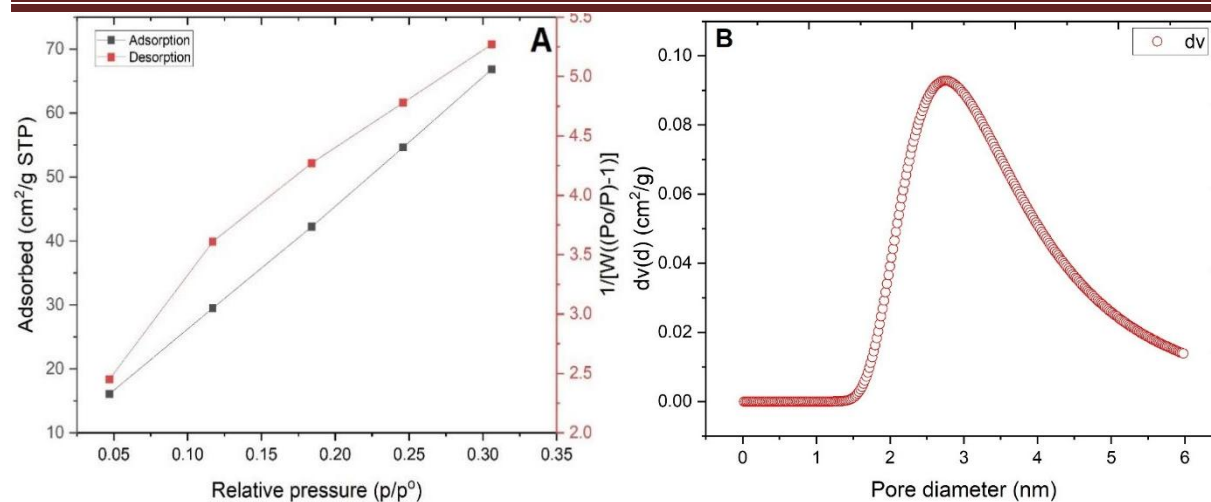 A
Adsorption
Desorption
70
60
50
40
30
20
10
Adsorbed (cm²/g STP)
5.5
5.0
4.5
4.0
3.5
3.0
2.5
2.0
1/[W((Po/P)-1)]
0.05 0.10 0.15 0.20 0.25 0.30 0.35
Relative pressure (p/p⁰)
B
dv
0.10
0.08
0.06
0.04
0.02
0.00
dv(d) (cm²/g)
0 1 2 3 4 5 6
Pore diameter (nm)